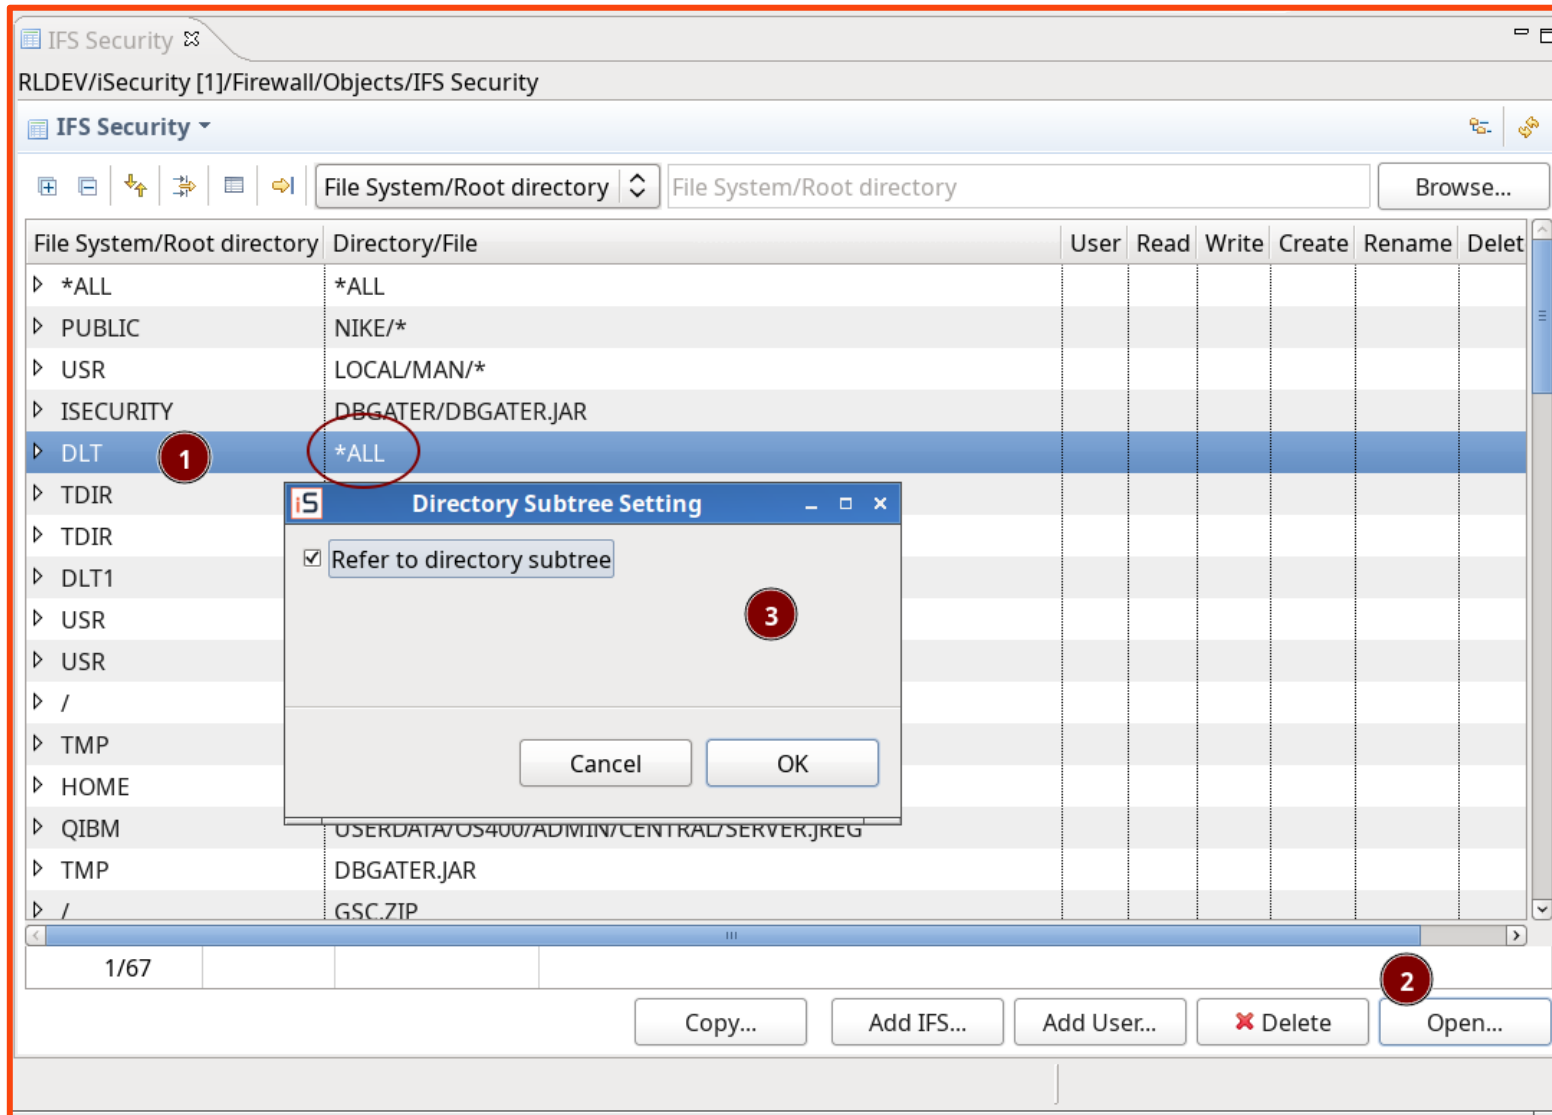 IFS Security
RLDEV/iSecurity [1]/Firewall/Objects/IFS Security
IFS Security
File System/Root directory File System/Root directory Browse...
File System/Root directory Directory/File User Read Write Create Rename Delet
*ALL *ALL
PUBLIC NIKE/*
USR LOCAL/MAN/*
ISECURITY DBGATER/DBGATER.JAR
DLT 1 *ALL
TDIR
iS Directory Subtree Setting
TDIR
Refer to directory subtree
DLT1
USR
3
USR
/
TMP
Cancel OK
HOME
QIBM USERDATA/OS400/ADMIN/CENTRAL/SERVER.JREG
TMP DBGATER.JAR
/ GSC.ZIP
1/67
2
Copy... Add IFS... Add User... Delete Open...